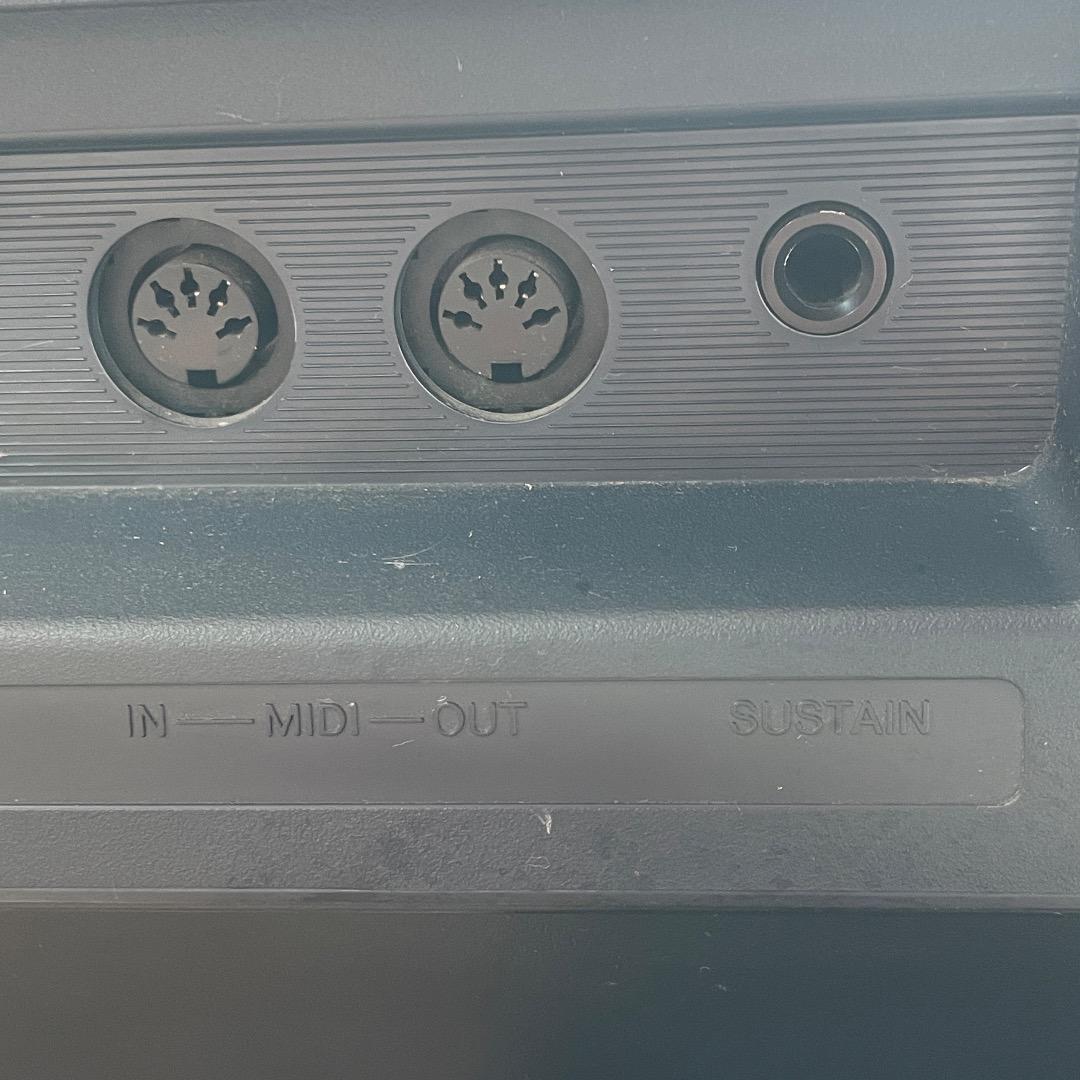 IN — MIDI — OUT SUSTAIN